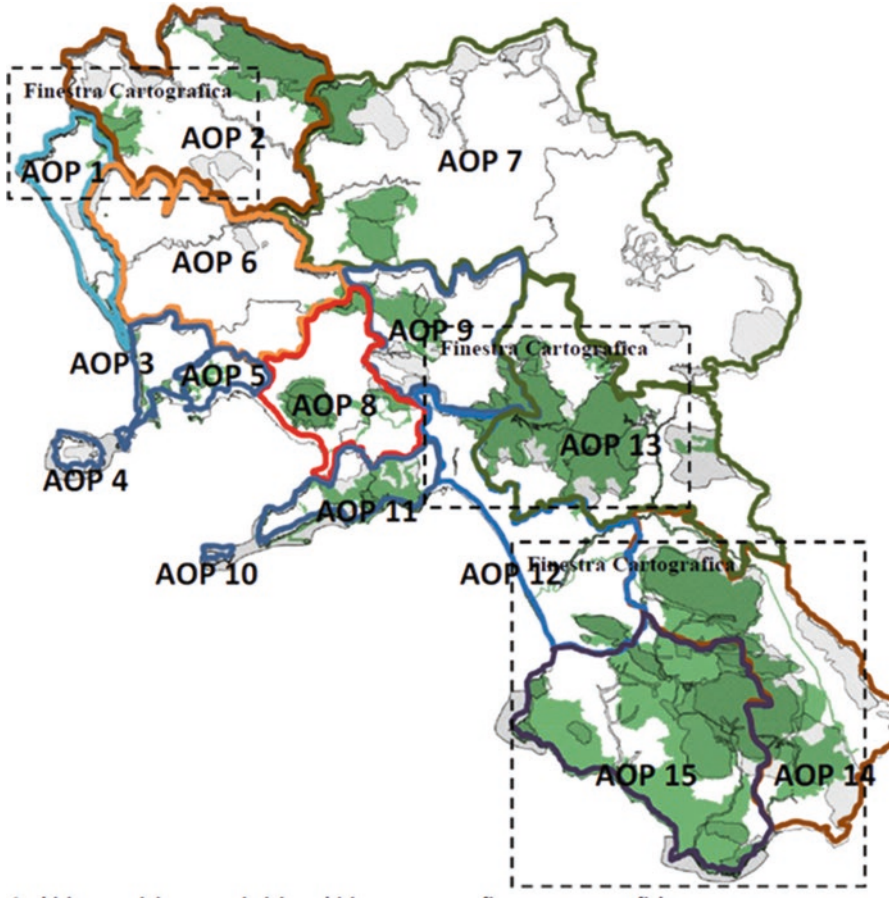 Finestra Cartografica
AOP 2
AOP 1
AOP 7
AOP 6
AOP 9
AOP 3
Finestra Cartografica
AOP 5
AOP 8
AOP 13
AOP 4
AOP 11
AOP 10
AOP 12
Finestra Cartografica
AOP 15
AOP 14